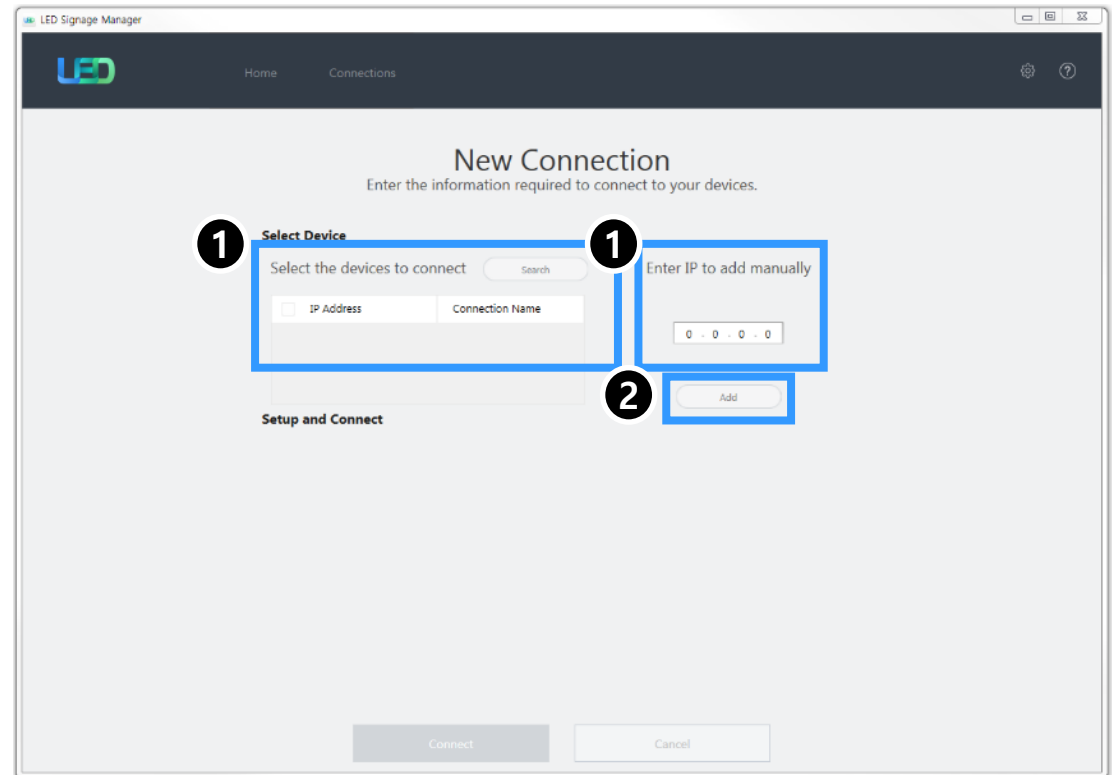 LED Signage Manager
LED
Home Connections
New Connection
Enter the information required to connect to your devices.
Select Device
1
1
Select the devices to connect Search
Enter IP to add manually
IP Address Connection Name
0 . 0 . 0 . 0
2
Add
Setup and Connect
Connect Cancel